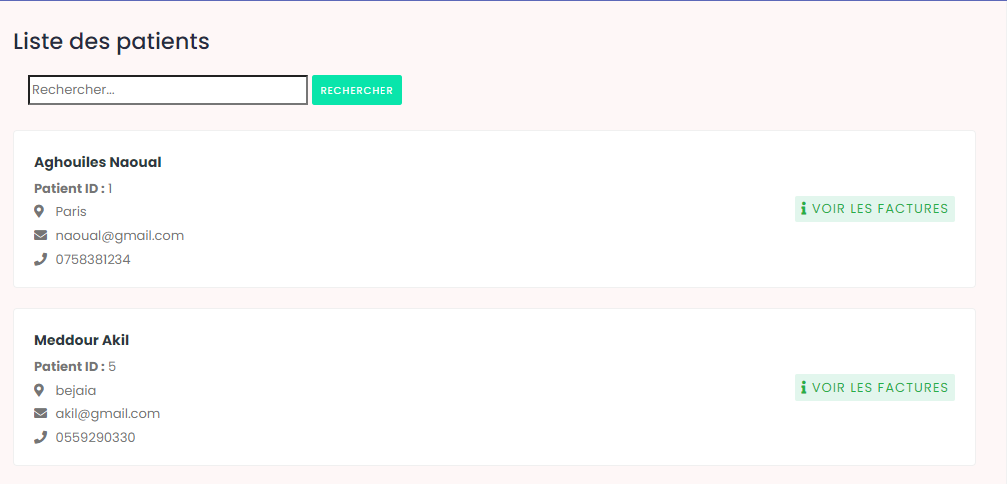 Liste des patients
Rechercher...
RECHERCHER
Aghouiles Naoual
Patient ID : 1
Paris
naoual@gmail.com
0758381234
VOIR LES FACTURES
Meddour Akil
Patient ID : 5
bejaia
akil@gmail.com
0559290330
VOIR LES FACTURES